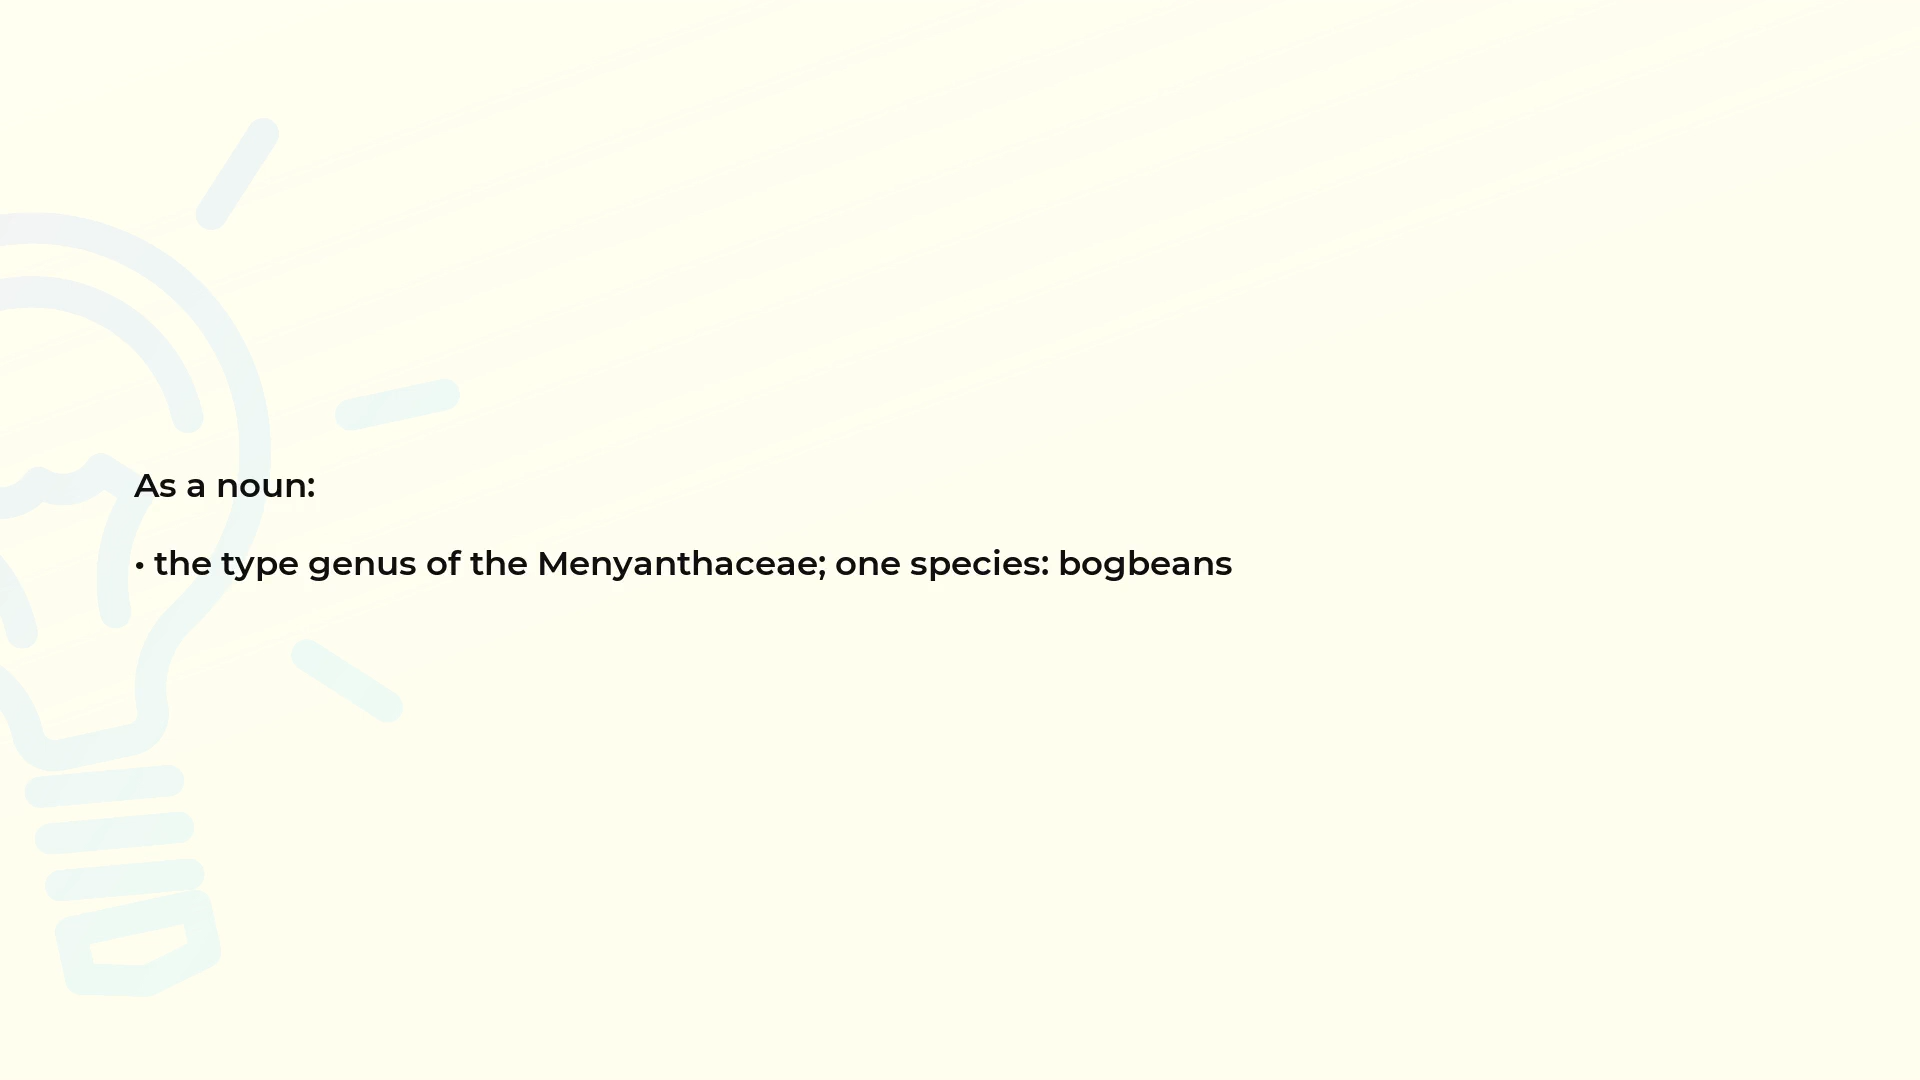 As a noun:
• the type genus of the Menyanthaceae; one species: bogbeans